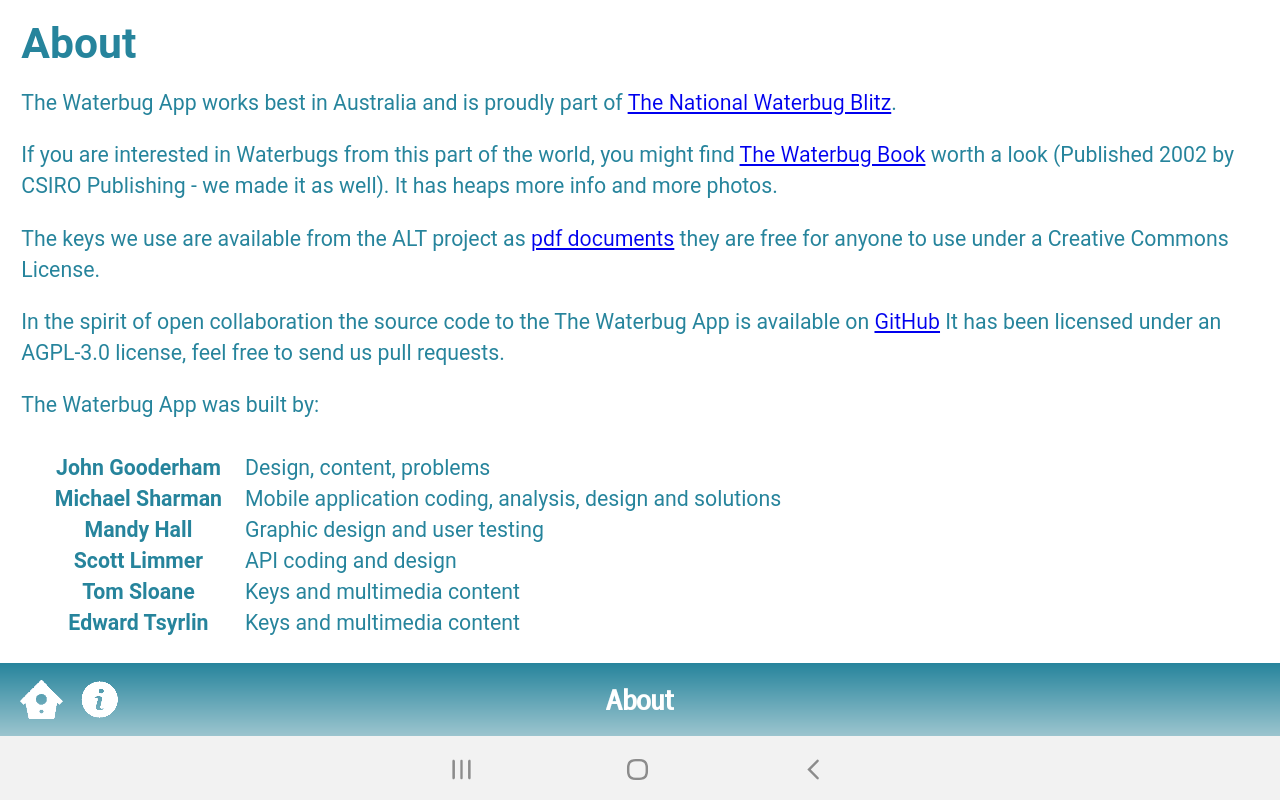 About
The Waterbug App works best in Australia and is proudly part of The National Waterbug Blitz.
If you are interested in Waterbugs from this part of the world, you might find The Waterbug Book worth a look (Published 2002 by
CSIRO Publishing - we made it as well). It has heaps more info and more photos.
The keys we use are available from the ALT project as pdf documents they are free for anyone to use under a Creative Commons
License.
In the spirit of open collaboration the source code to the The Waterbug App is available on GitHub It has been licensed under an
AGPL-3.0 license, feel free to send us pull requests.
The Waterbug App was built by:
John Gooderham Design, content, problems
Michael Sharman Mobile application coding, analysis, design and solutions
Mandy Hall Graphic design and user testing
Scott Limmer API coding and design
Tom Sloane Keys and multimedia content
Edward Tsyrlin Keys and multimedia content
About